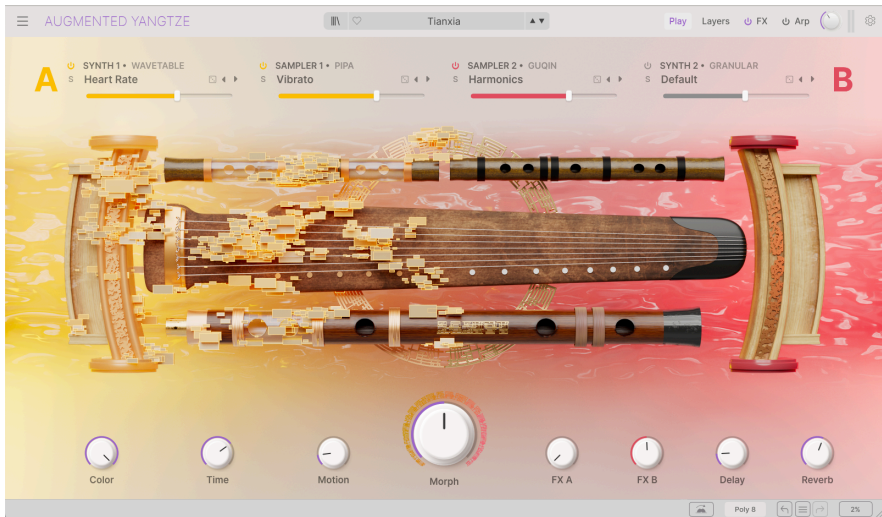 AUGMENTED YANGTZE
Tianxia
Play Layers FX Arp
A
SYNTH 1 • WAVETABLE
S Heart Rate
SAMPLER 1 • PIPA
S Vibrato
SAMPLER 2 • GUQIN
S Harmonics
SYNTH 2 • GRANULAR
S Default
B
Color
Time
Motion
Morph
FX A
FX B
Delay
Reverb
Poly 8
2%